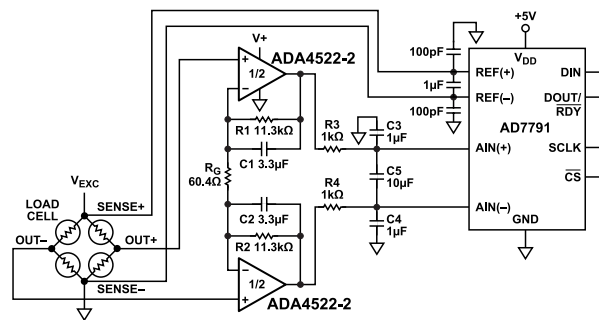 +5V
100pF
V+
ADA4522-2
VDD
1/2
REF(+)
DIN
1µF
REF(–)
DOUT/
RDY
100pF
AD7791
R1 11.3kΩ
R3
1kΩ
C3
1µF
AIN(+)
SCLK
C1 3.3µF
RG
60.4Ω
C5
10µF
CS
VEXC
R4
1kΩ
LOAD
CELL
SENSE+
C2 3.3µF
AIN(–)
OUT–
OUT+
C4
1µF
GND
R2 11.3kΩ
SENSE–
1/2
ADA4522-2